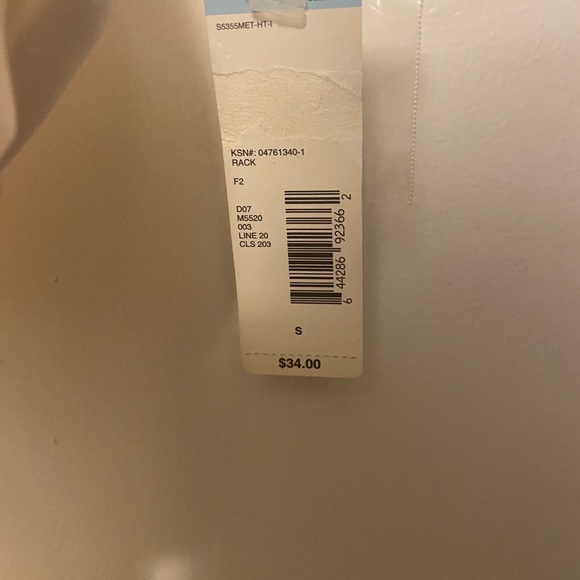 S5355MET-HT-I
KSN#: 04761340-1
RACK
F2
D07
M5520
003
LINE 20
CLS 203
6 44286 92366 2
S
$34.00